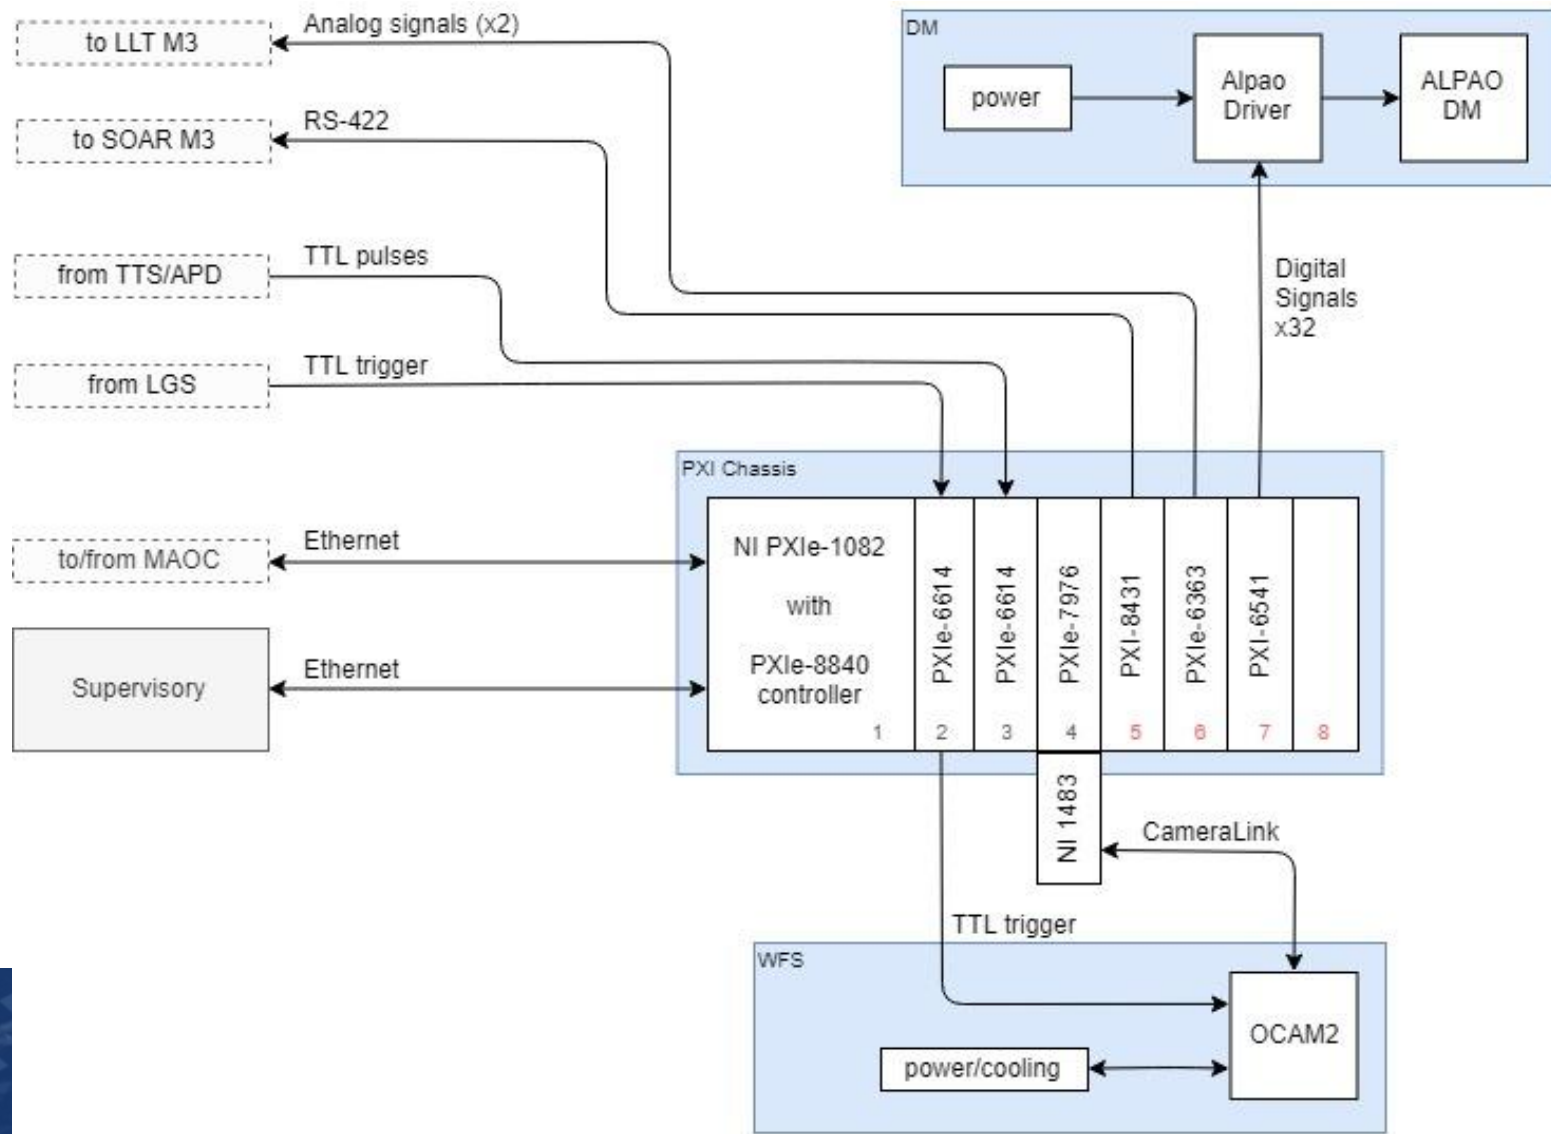 to LLT M3
Analog signals (x2)
to SOAR M3
RS-422
from TTS/APD
TTL pulses
from LGS
TTL trigger
to/from MAOC
Ethernet
Supervisory
Ethernet
DM
power
Alpao
Driver
ALPAO
DM
Digital
Signals
x32
PXI Chassis
NI PXIe-1082
with
PXIe-8840
controller
1
PXIe-6614
2
PXIe-6614
3
PXIe-7976
4
PXI-8431
5
PXIe-6363
6
PXI-6541
7
8
NI 1483
CameraLink
TTL trigger
WFS
OCAM2
power/cooling